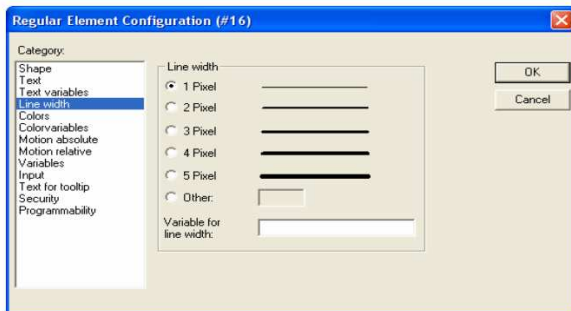 Regular Element Configuration (#16)
Category:
Shape
Text
Text variables
Line width
Colors
Colorvariables
Motion absolute
Motion relative
Variables
Input
Text for tooltip
Security
Programmability
Line width
1 Pixel
2 Pixel
3 Pixel
4 Pixel
5 Pixel
Other:
Variable for
line width:
OK
Cancel